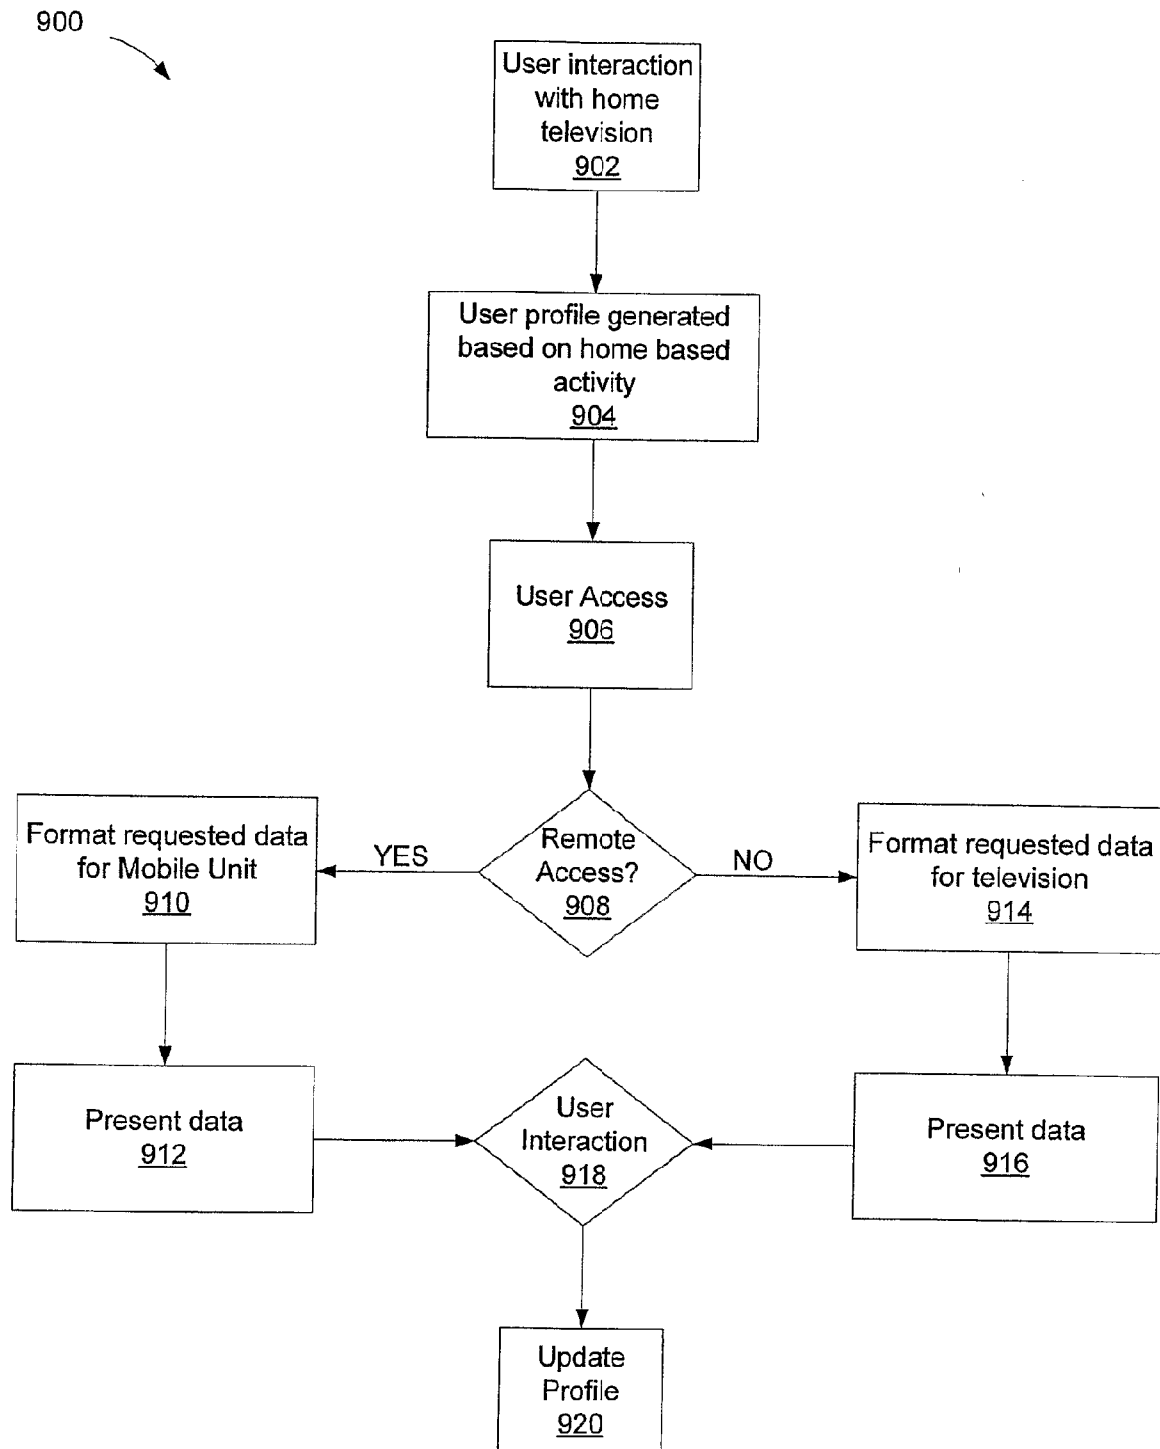 900
User interaction
with home
television
902
User profile generated
based on home based
activity
904
User Access
906
Remote
Access?
908
YES
NO
Format requested data
for Mobile Unit
910
Format requested data
for television
914
Present data
912
User
Interaction
918
Present data
916
Update
Profile
920